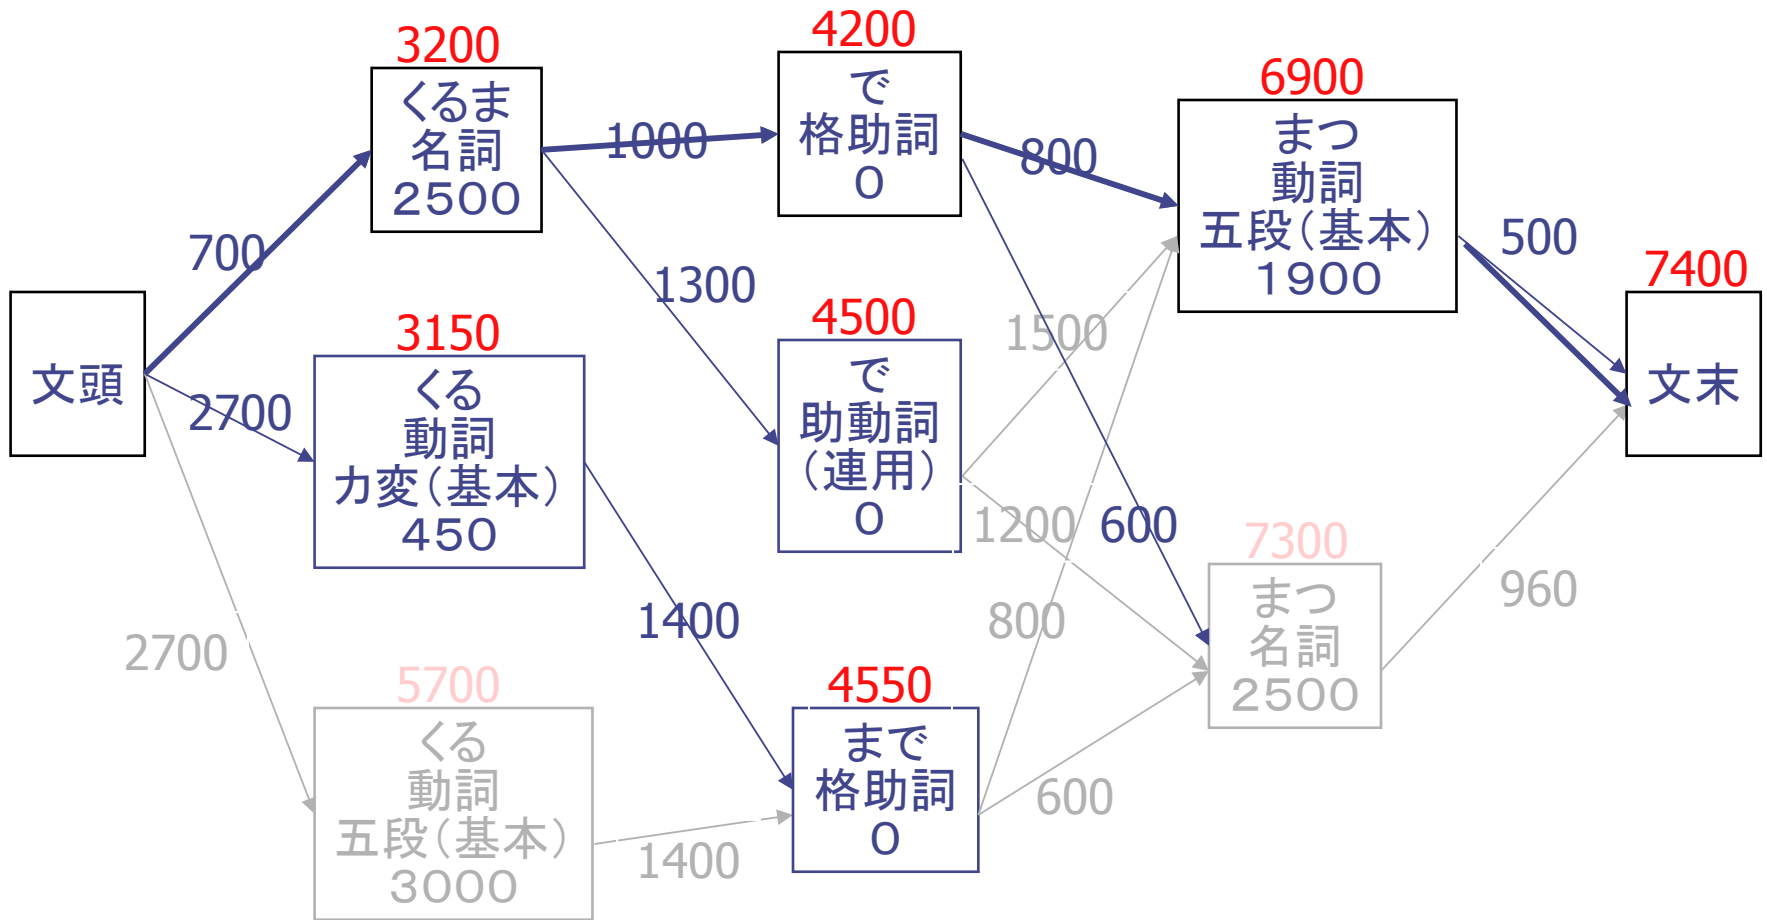 文頭
700
2700
2700
3200
くるま
名詞
2500
3150
くる
動詞
カ変(基本)
450
5700
くる
動詞
五段(基本)
3000
1000
1300
1400
1400
4200
で
格助詞
0
4500
で
助動詞
(連用)
0
4550
まで
格助詞
0
800
1500
1200
600
800
600
6900
まつ
動詞
五段(基本)
1900
7300
まつ
名詞
2500
500
960
7400
文末